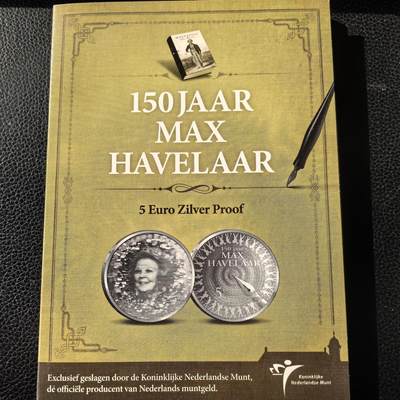 150 JAAR
MAX
HAVELAAR
5 Euro Zilver Proof
150 JAAR
MAX
HAVELAAR
Exclusief geslagen door de Koninklijke Nederlandse Munt,
dé officiële producent van Nederlands muntgeld.
Koninklijke
Nederlandse Munt